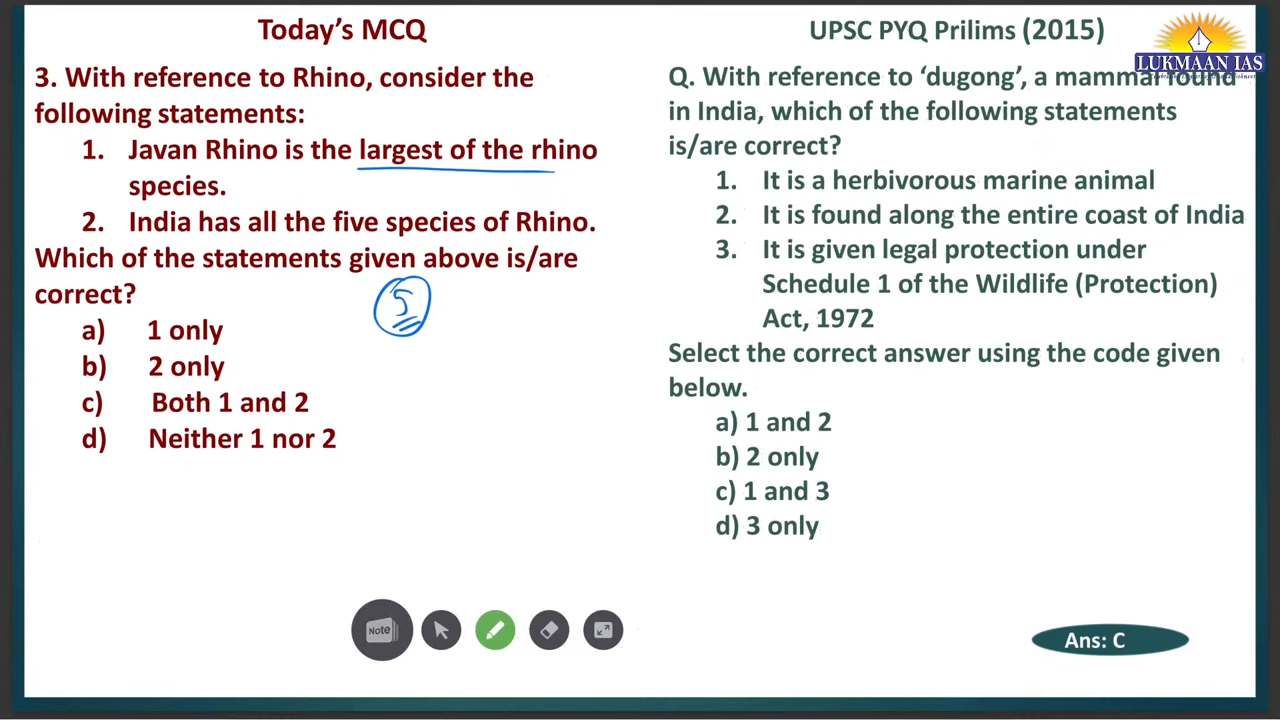 Today's MCQ
3. With reference to Rhino, consider the
following statements:
1. Javan Rhino is the largest of the rhino
species.
2. India has all the five species of Rhino.
Which of the statements given above is/are
correct?
5
a) 1 only
b) 2 only
c) Both 1 and 2
d) Neither 1 nor 2
Note
UPSC PYQ Prilims (2015)
LUKMAAN IAS
Q. With reference to ‘dugong’, a mammal found
in India, which of the following statements
is/are correct?
1. It is a herbivorous marine animal
2. It is found along the entire coast of India
3. It is given legal protection under
Schedule 1 of the Wildlife (Protection)
Act, 1972
Select the correct answer using the code given
below.
a) 1 and 2
b) 2 only
c) 1 and 3
d) 3 only
Ans: C